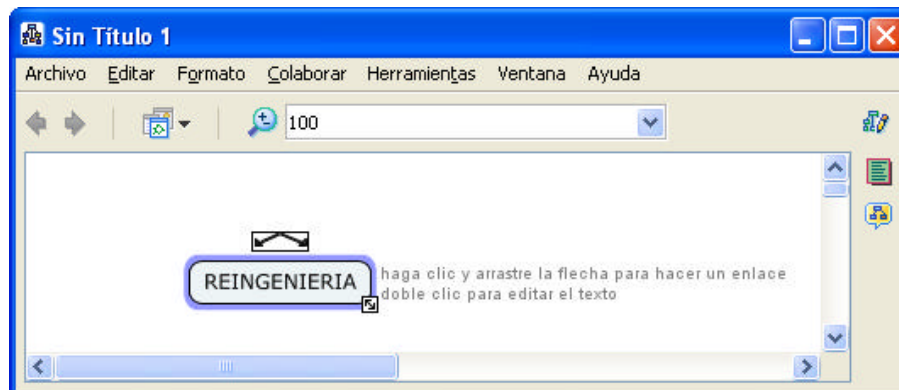 Sin Título 1
Archivo Editar Formato Colaborar Herramientas Ventana Ayuda
100
REINGENIERIA
haga clic y arrastre la flecha para hacer un enlace
doble clic para editar el texto